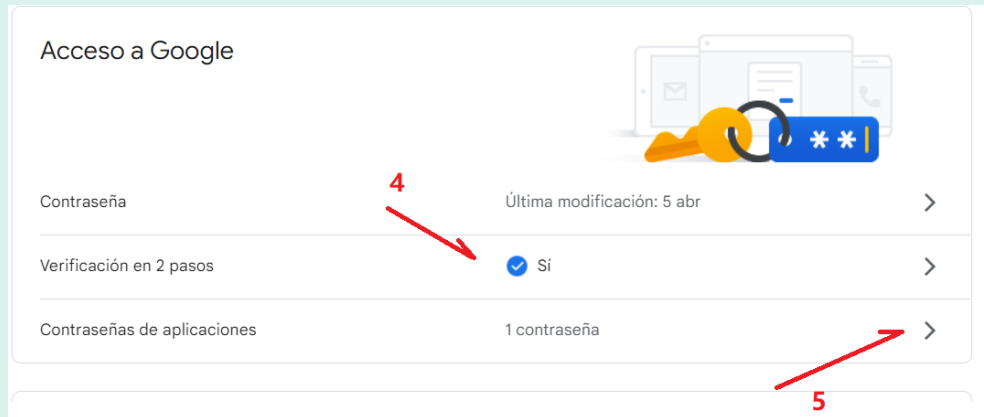 Acceso a Google
**
4
Contraseña Última modificación: 5 abr
Verificación en 2 pasos Sí
Contraseñas de aplicaciones 1 contraseña
5